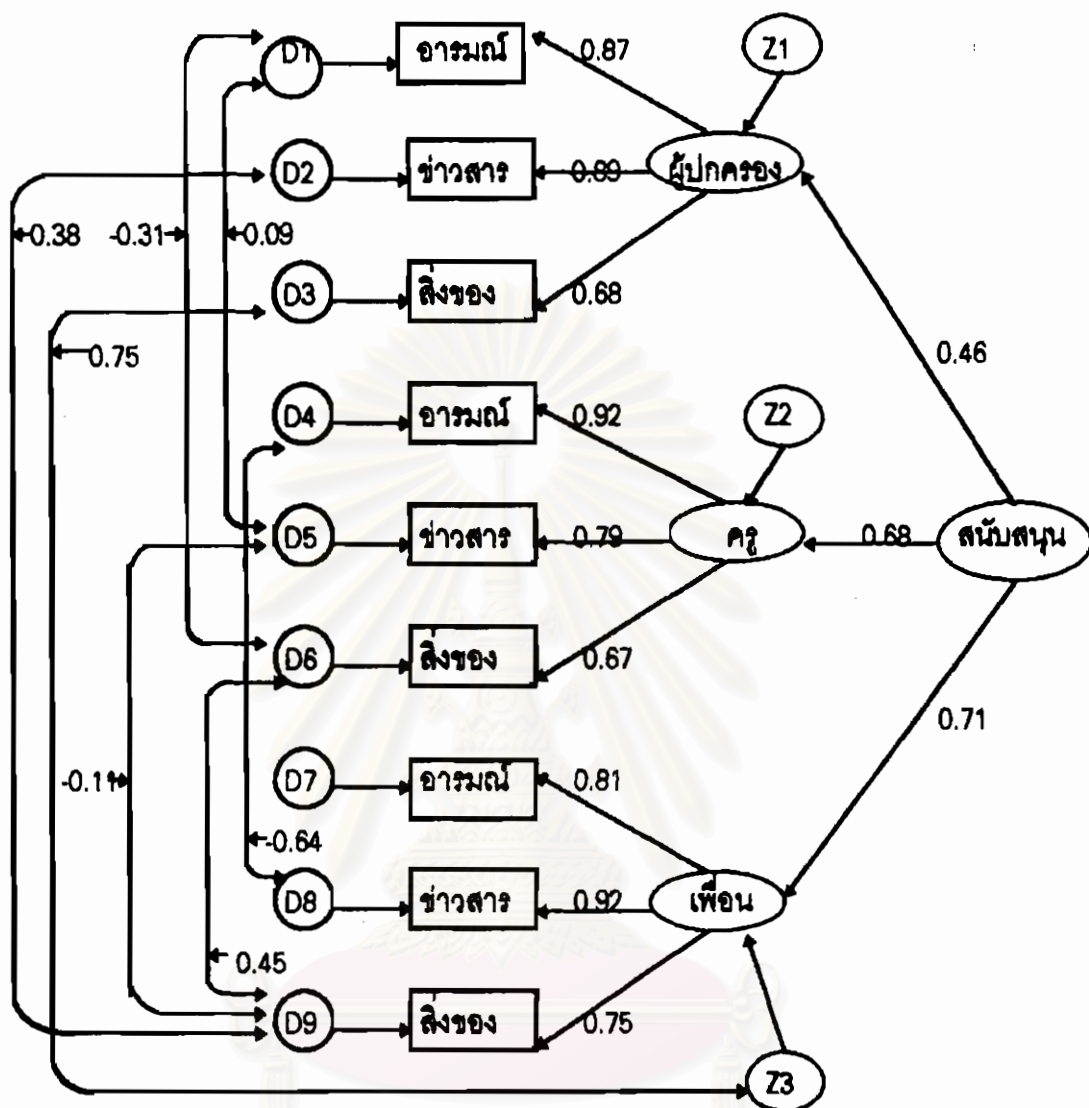 D1
อารมณ์
0.87
Z1
D2
ข่าวสาร
0.89
ผู้ปกครอง
0.38
-0.31
0.09
D3
สิ่งของ
0.68
0.75
0.46
D4
อารมณ์
0.92
Z2
D5
ข่าวสาร
0.79
ครู
0.68
สนับสนุน
D6
สิ่งของ
0.67
0.71
D7
อารมณ์
0.81
-0.11
-0.64
D8
ข่าวสาร
0.92
เพื่อน
0.45
D9
สิ่งของ
0.75
Z3